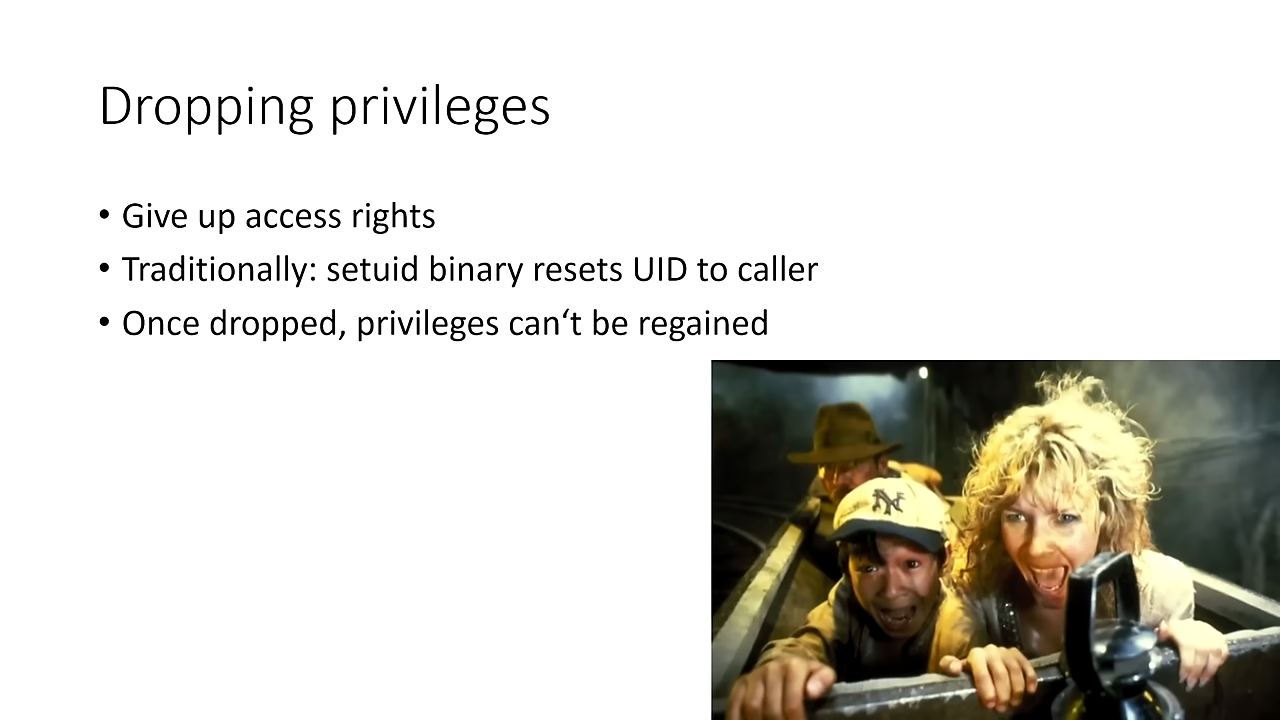 Dropping privileges
• Give up access rights
• Traditionally: setuid binary resets UID to caller
• Once dropped, privileges can‘t be regained
NY